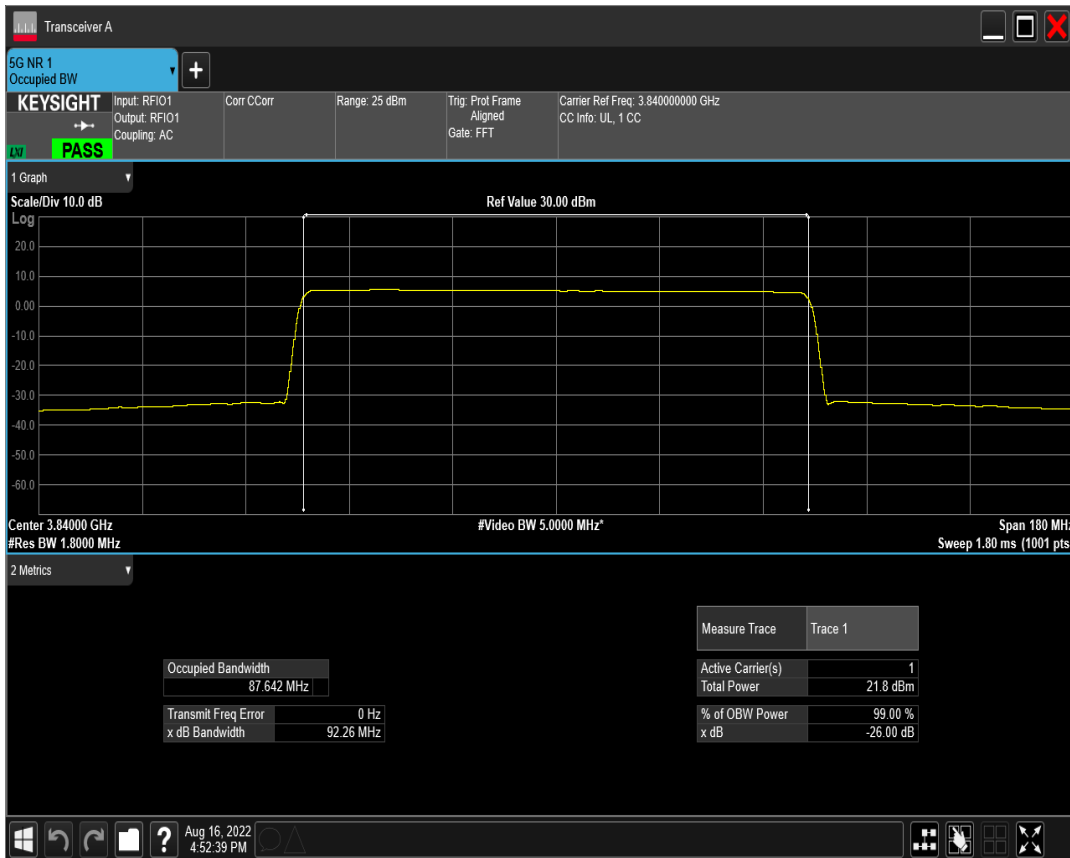 Transceiver A
5G NR 1
Occupied BW
KEYSIGHT
LXI
PASS
Input: RFIO1
Output: RFIO1
Coupling: AC
Corr CCorr
Range: 25 dBm
Trig: Prot Frame
Aligned
Gate: FFT
Carrier Ref Freq: 3.840000000 GHz
CC Info: UL, 1 CC
1 Graph
Scale/Div 10.0 dB
Ref Value 30.00 dBm
Log
20.0
10.0
0.00
-10.0
-20.0
-30.0
-40.0
-50.0
-60.0
Center 3.84000 GHz
#Video BW 5.0000 MHz*
Span 180 MHz
#Res BW 1.8000 MHz
Sweep 1.80 ms (1001 pts
2 Metrics
Measure Trace Trace 1
Occupied Bandwidth
87.642 MHz
Active Carrier(s) 1
Total Power 21.8 dBm
Transmit Freq Error 0 Hz
x dB Bandwidth 92.26 MHz
% of OBW Power 99.00 %
x dB -26.00 dB
?
Aug 16, 2022
4:52:39 PM